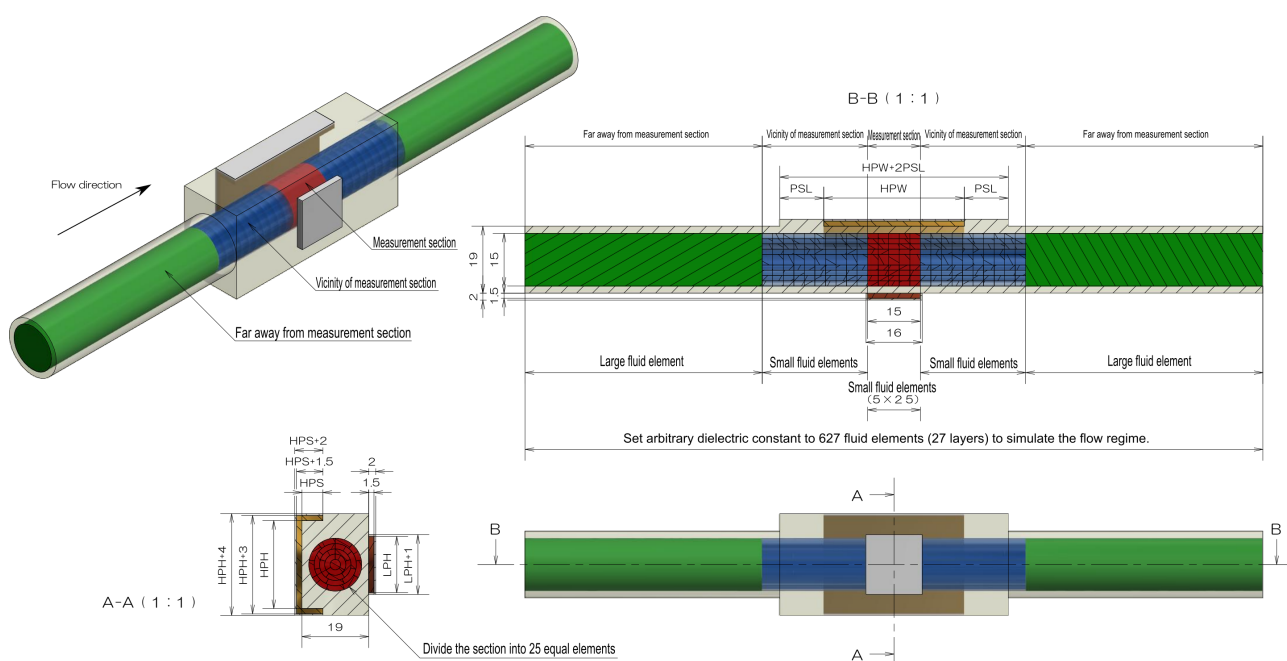 Flow direction
Measurement section
Vicinity of measurement section
Far away from measurement section
B-B (1:1)
Far away from measurement section
Vicinity of measurement section
Measurement section
Vicinity of measurement section
Far away from measurement section
HPW+2PSL
PSL
HPW
PSL
19
15
2
1.5
15
16
Large fluid element
Small fluid elements
Small fluid elements
Large fluid element
Small fluid elements
(5×25)
Set arbitrary dielectric constant to 627 fluid elements (27 layers) to simulate the flow regime.
HPS+2
HPS+1.5
HPS
2
1.5
HPH+4
HPH+3
HPH
LPH
LPH+1
A-A (1:1)
19
Divide the section into 25 equal elements
A
B
B
A